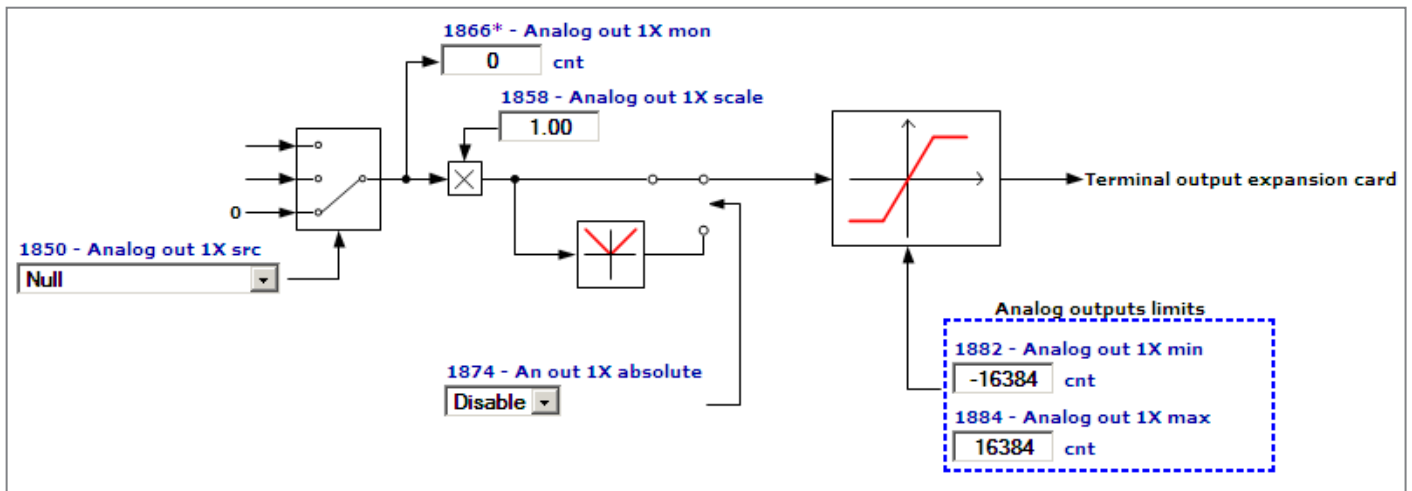 1866* - Analog out 1X mon
0 cnt
1858 - Analog out 1X scale
1.00
0
Terminal output expansion card
1850 - Analog out 1X src
Null
Analog outputs limits
1882 - Analog out 1X min
-16384 cnt
1874 - An out 1X absolute
Disable
1884 - Analog out 1X max
16384 cnt